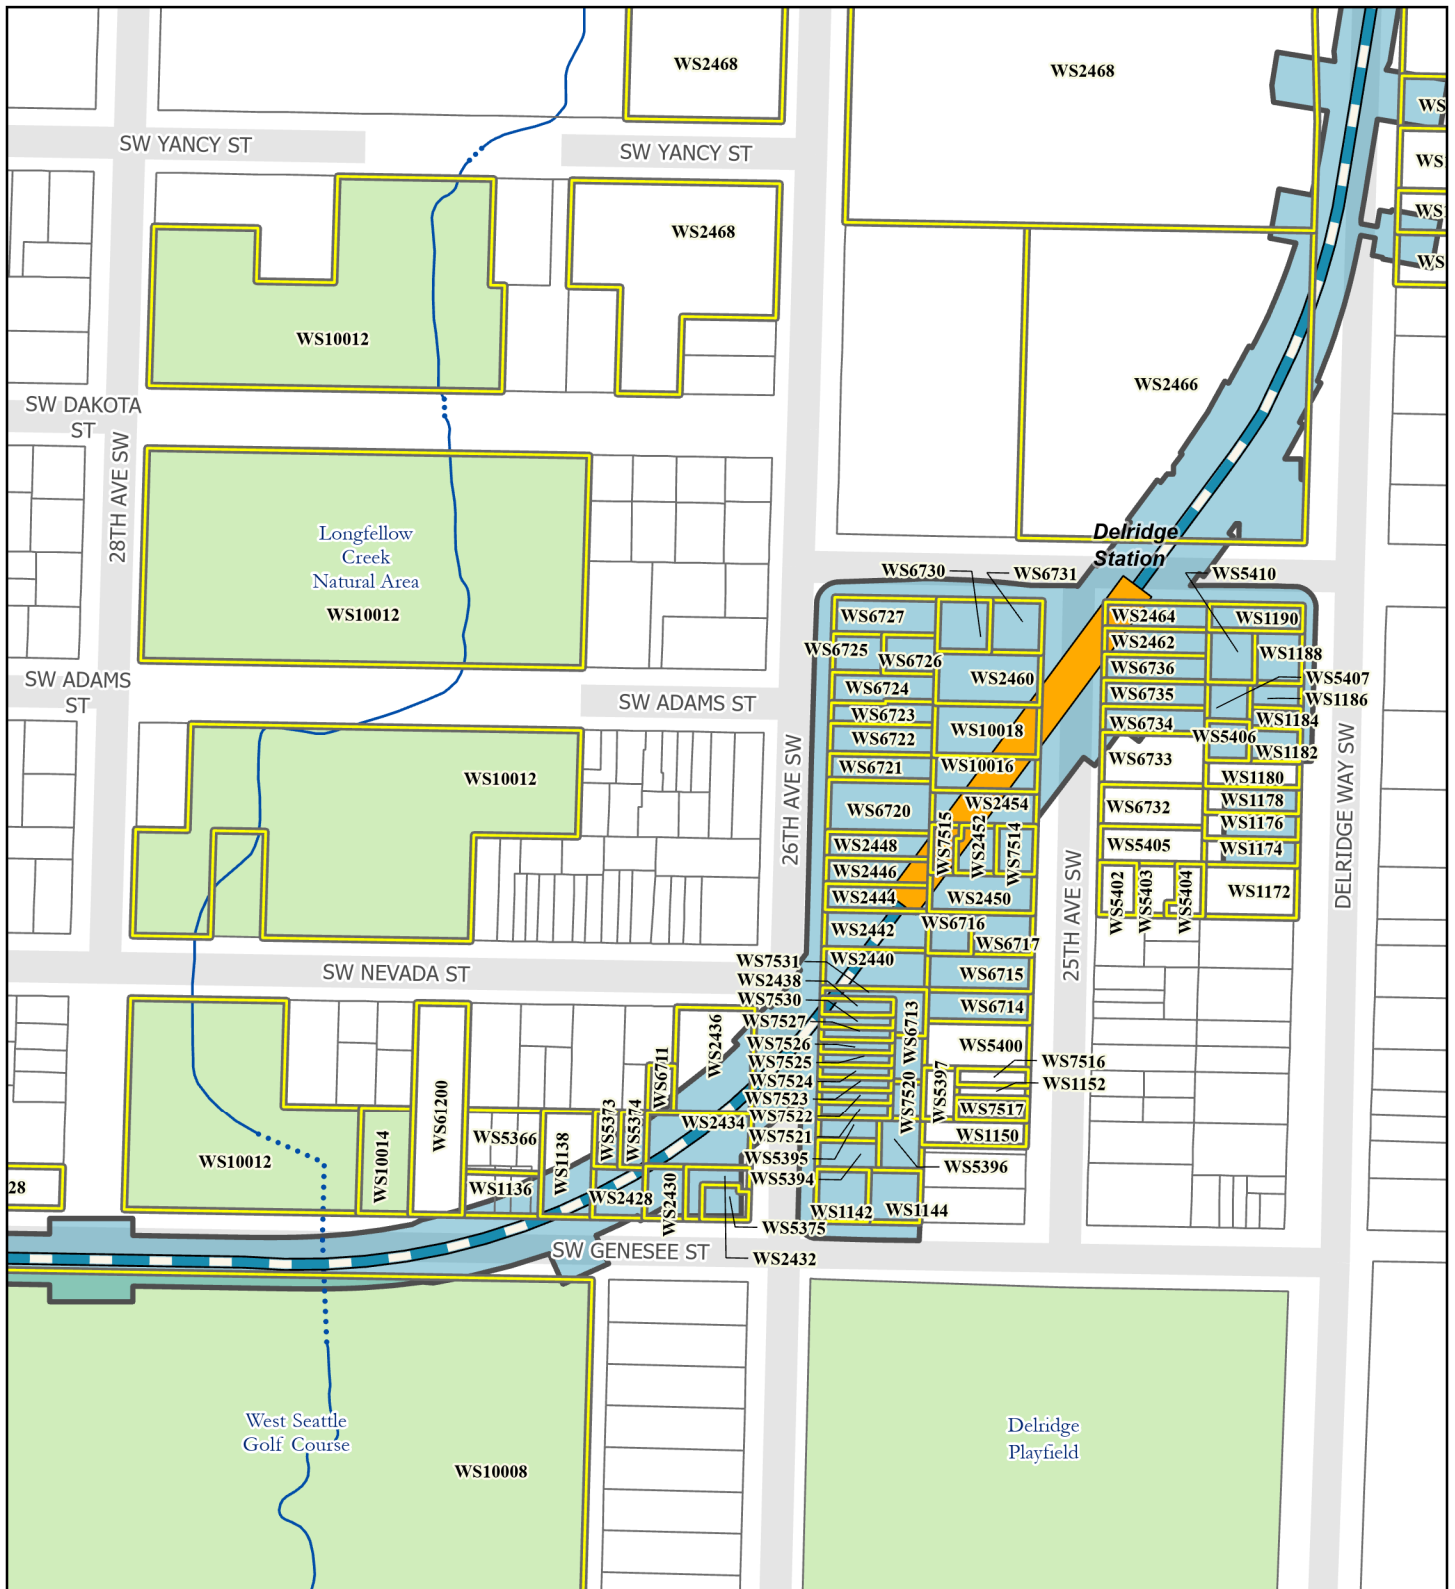 WS2468
WS2468
WS
SW YANCY ST
SW YANCY ST
WS
WS2468
WS
WS
WS10012
WS2466
SW DAKOTA
ST
28TH AVE SW
Longfellow
Creek
Natural Area
WS10012
Delridge
Station
WS6730
WS6731
WS5410
WS6727
WS2464
WS1190
WS6725
WS6726
WS2462
WS1188
WS6736
WS2460
WS5407
SW ADAMS
ST
WS6724
WS6735
WS1186
SW ADAMS ST
WS6723
WS6734
WS1184
WS10018
WS6722
WS5406
WS1182
DELRIDGE WAY SW
26TH AVE SW
WS6733
WS6721
WS10016
WS1180
WS10012
WS6720
WS2454
WS6732
WS1178
WS1176
WS7515
WS2452
WS7514
WS2448
WS5405
WS1174
WS2446
WS2444
WS2450
WS5402
WS5403
WS5404
WS1172
25TH AVE SW
WS2442
WS6716
WS6717
SW NEVADA ST
WS7531
WS2440
WS2438
WS6715
WS7530
WS6714
WS7527
WS6713
WS2436
WS7526
WS5400
WS7525
WS7516
WS6711
WS7524
WS1152
WS7523
WS7520
WS5397
WS61200
WS7522
WS7517
WS5373
WS5374
WS2434
WS7521
WS1150
WS5366
WS1138
WS5395
WS5396
WS10012
WS10014
WS5394
28
WS1136
WS2428
WS2430
WS1142
WS1144
WS5375
SW GENESEE ST
WS2432
West Seattle
Golf Course
Delridge
Playfield
WS10008